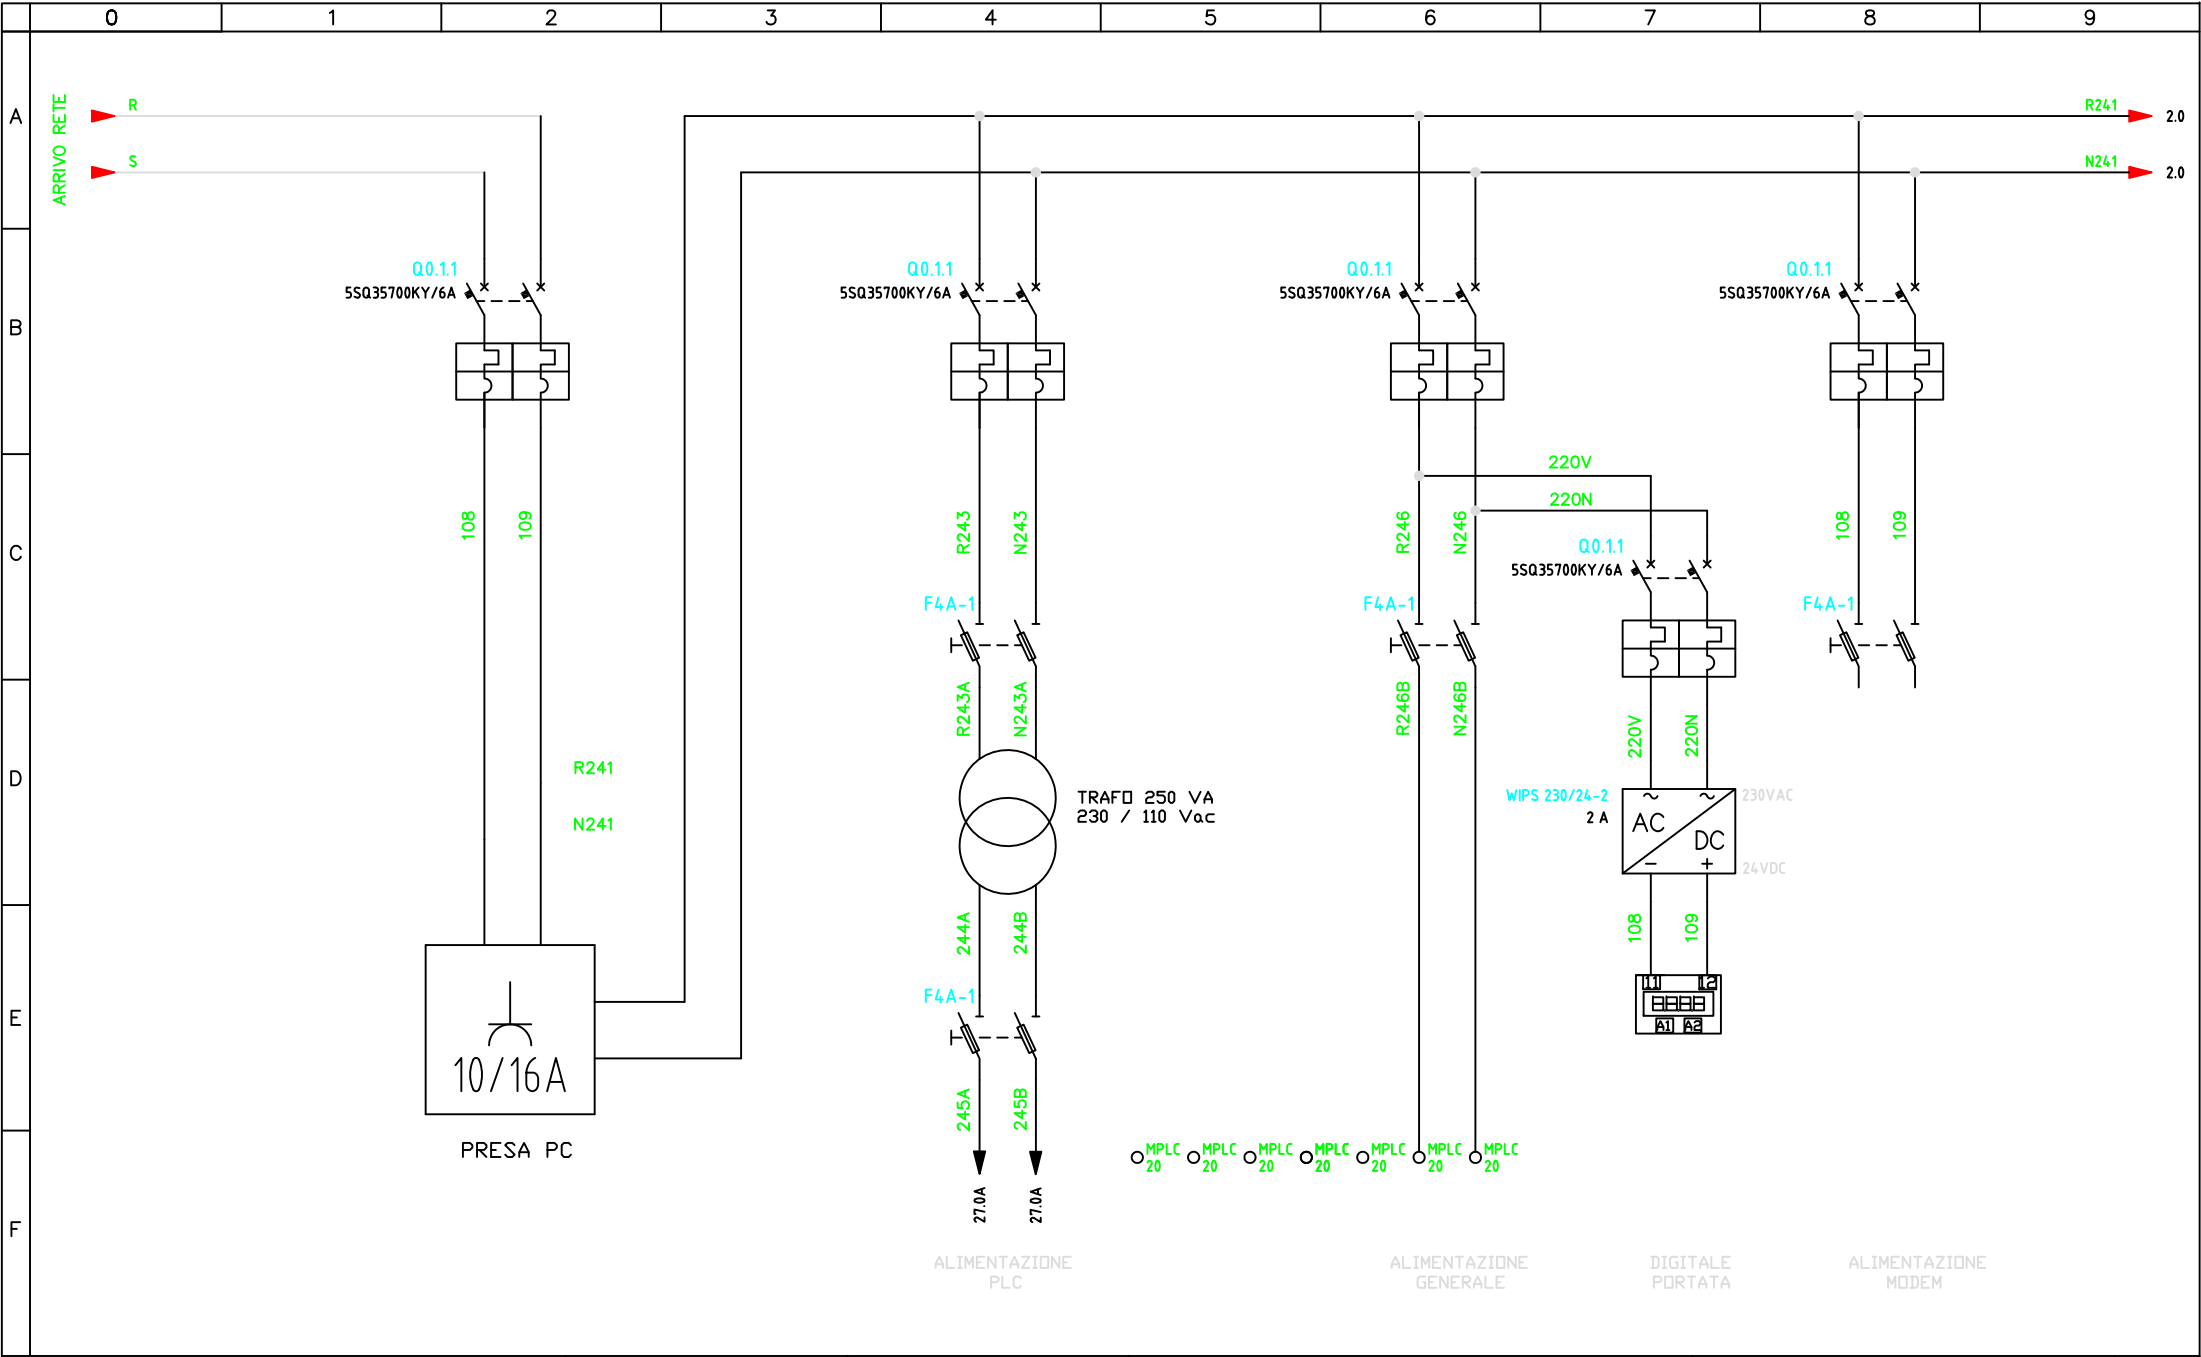 0 1 2 3 4 5 6 7 8 9
A
B
C
D
E
F
ARRIVO RETE
R
S
R241 2.0
N241 2.0
Q0.1.1
5SQ35700KY/6A
Q0.1.1
5SQ35700KY/6A
Q0.1.1
5SQ35700KY/6A
Q0.1.1
5SQ35700KY/6A
220V
220N
108 109
R243 N243
R246 N246
Q0.1.1
5SQ35700KY/6A
108 109
F4A-1
F4A-1
F4A-1
R243A N243A
R246B N246B
220V 220N
R241
N241
TRAFO 250 VA
230 / 110 Vac
WIPS 230/24-2
2 A
230VAC
AC
DC
24VDC
~ ~
- +
244A 244B
108 109
F4A-1
11 12
8888
A1 A2
10/16A
PRESA PC
245A 245B
MPLC
20
MPLC
20
MPLC
20
MPLC
20
MPLC
20
MPLC
20
MPLC
20
27.0A 27.0A
ALIMENTAZIONE
PLC
ALIMENTAZIONE
GENERALE
DIGITALE
PORTATA
ALIMENTAZIONE
MODEM